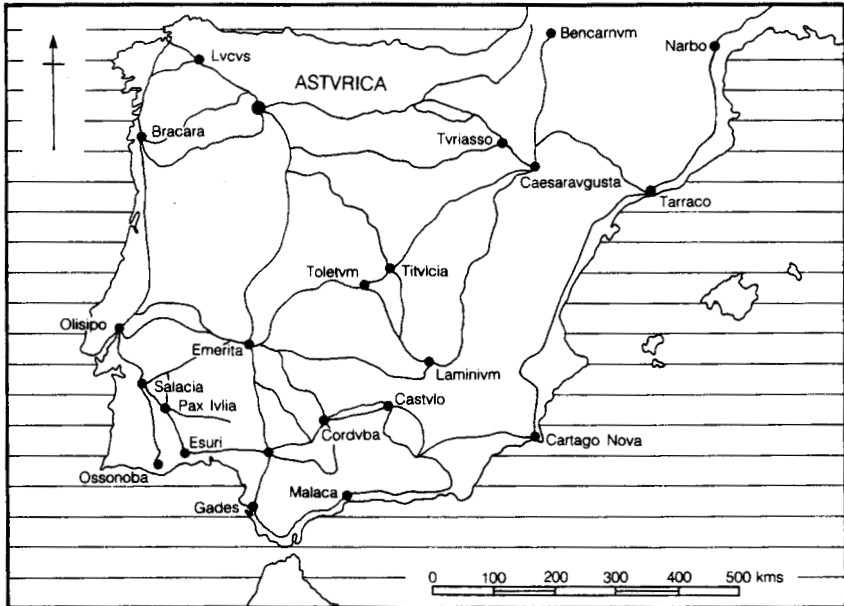 Bencarnvm
Narbo
Lvcvs
ASTVRICA
Bracara
Tvriasso
Caesaravgusta
Tarraco
Toletvm
Titvlcia
Olisipo
Emerita
Laminivm
Salacia
Castvlo
Pax Ivlia
Cordvba
Esuri
Cartago Nova
Ossonoba
Malaca
Gades
0 100 200 300 400 500 kms